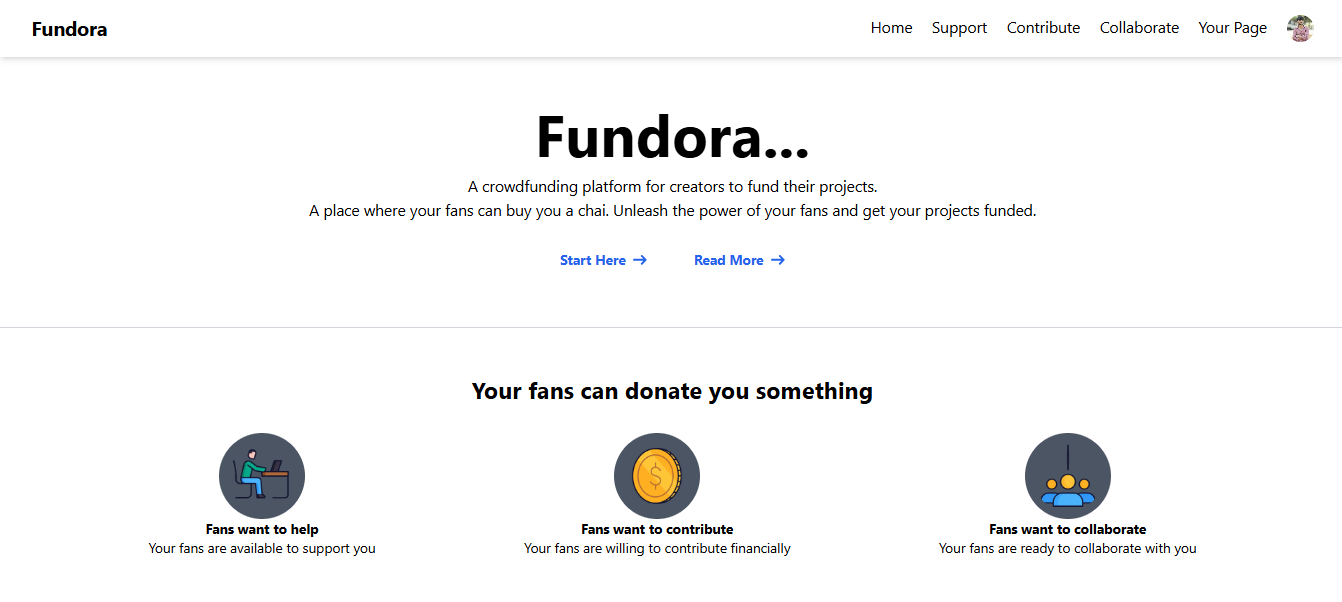 Fundora
Home Support Contribute Collaborate Your Page
Fundora...
A crowdfunding platform for creators to fund their projects.
A place where your fans can buy you a chai. Unleash the power of your fans and get your projects funded.
Start Here → Read More →
Your fans can donate you something
$
Fans want to help
Your fans are available to support you
Fans want to contribute
Your fans are willing to contribute financially
Fans want to collaborate
Your fans are ready to collaborate with you